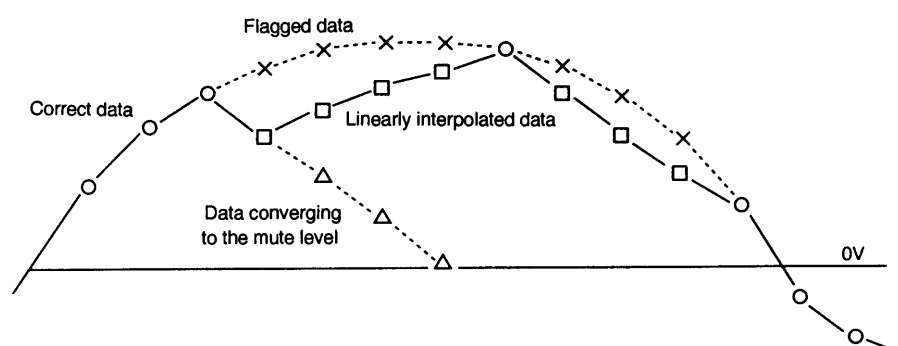 Flagged data
Correct data
Linearly interpolated data
Data converging
to the mute level
0V